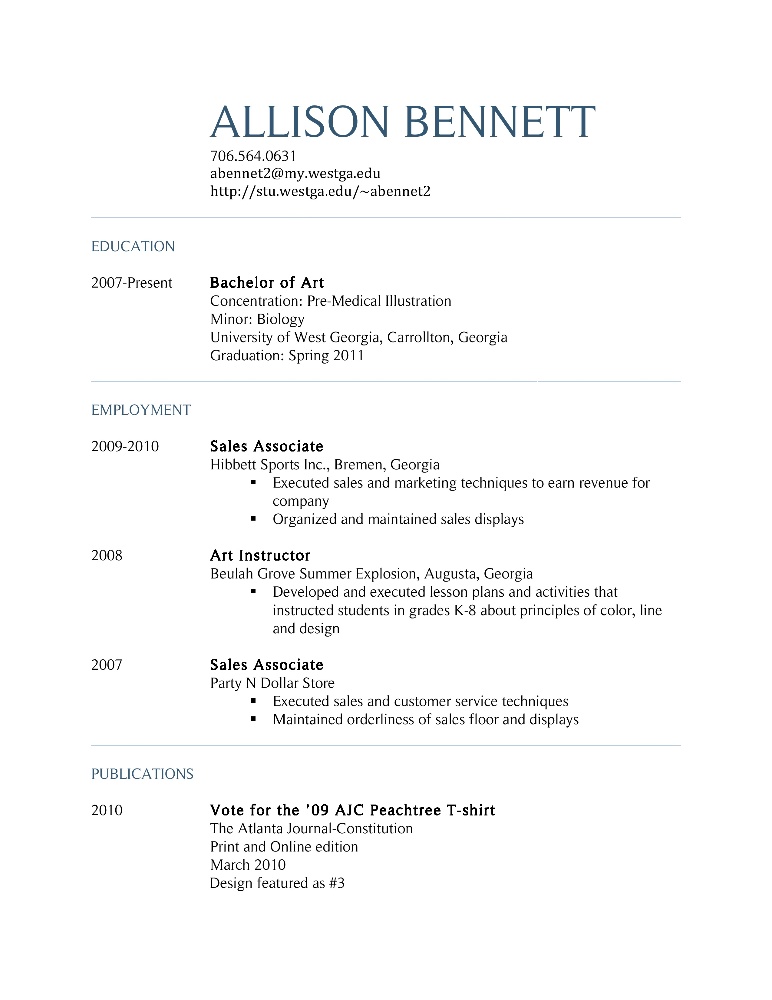 ALLISON BENNETT
706.564.0631
abennet2@my.westga.edu
http://stu.westga.edu/~abennet2
EDUCATION
2007-Present Bachelor of Art
Concentration: Pre-Medical Illustration
Minor: Biology
University of West Georgia, Carrollton, Georgia
Graduation: Spring 2011
EMPLOYMENT
2009-2010 Sales Associate
Hibbett Sports Inc., Bremen, Georgia
▪ Executed sales and marketing techniques to earn revenue for
company
▪ Organized and maintained sales displays
2008 Art Instructor
Beulah Grove Summer Explosion, Augusta, Georgia
▪ Developed and executed lesson plans and activities that
instructed students in grades K-8 about principles of color, line
and design
2007 Sales Associate
Party N Dollar Store
▪ Executed sales and customer service techniques
▪ Maintained orderliness of sales floor and displays
PUBLICATIONS
2010 Vote for the ’09 AJC Peachtree T-shirt
The Atlanta Journal-Constitution
Print and Online edition
March 2010
Design featured as #3